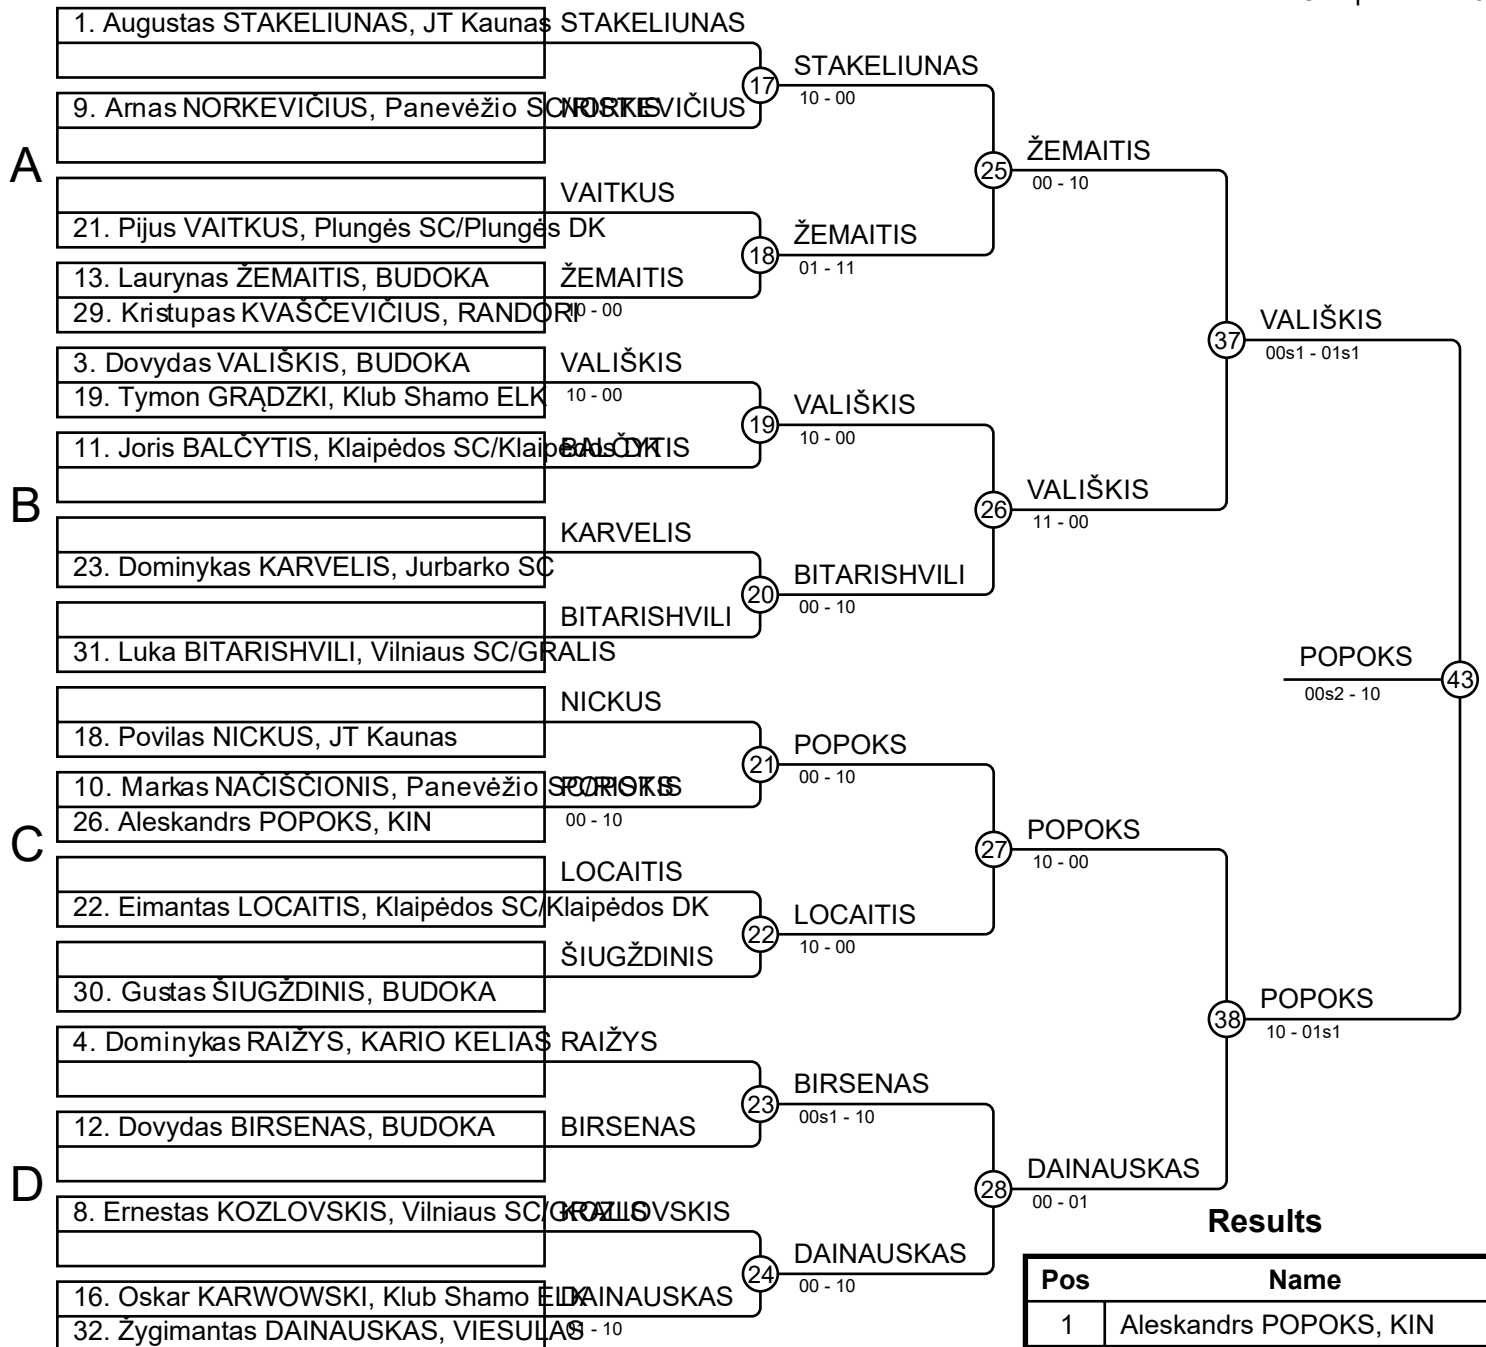 1. Augustas STAKELIUNAS, JT Kaunas STAKELIUNAS
17
STAKELIUNAS
10 - 00
9. Arnas NORKEVIČIUS, Panevėžio SC/RISTIS NORKEVIČIUS
A
25
ŽEMAITIS
00 - 10
VAITKUS
21. Pijus VAITKUS, Plungės SC/Plungės DK
18
ŽEMAITIS
01 - 11
13. Laurynas ŽEMAITIS, BUDOKA ŽEMAITIS
29. Kristupas KVAŠČEVIČIUS, RANDORI 10 - 00
37
VALIŠKIS
00s1 - 01s1
3. Dovydas VALIŠKIS, BUDOKA VALIŠKIS
19. Tymon GRĄDZKI, Klub Shamo ELK 10 - 00
19
VALIŠKIS
10 - 00
11. Joris BALČYTIS, Klaipėdos SC/Klaipėdos DK BALČYTIS
B
26
VALIŠKIS
11 - 00
KARVELIS
23. Dominykas KARVELIS, Jurbarko SC
20
BITARISHVILI
00 - 10
BITARISHVILI
31. Luka BITARISHVILI, Vilniaus SC/GRALIS
POPOKS
00s2 - 10
43
NICKUS
18. Povilas NICKUS, JT Kaunas
21
POPOKS
00 - 10
10. Markas NAČIŠČIONIS, Panevėžio SC/RISTIS POPOKS
26. Aleskandrs POPOKS, KIN 00 - 10
C
27
POPOKS
10 - 00
LOCAITIS
22. Eimantas LOCAITIS, Klaipėdos SC/Klaipėdos DK
22
LOCAITIS
10 - 00
ŠIUGŽDINIS
30. Gustas ŠIUGŽDINIS, BUDOKA
38
POPOKS
10 - 01s1
4. Dominykas RAIŽYS, KARIO KELIAS RAIŽYS
23
BIRSENAS
00s1 - 10
12. Dovydas BIRSENAS, BUDOKA BIRSENAS
D
28
DAINAUSKAS
00 - 01
8. Ernestas KOZLOVSKIS, Vilniaus SC/GRALIS KOZLOVSKIS
24
DAINAUSKAS
00 - 10
16. Oskar KARWOWSKI, Klub Shamo ELK DAINAUSKAS
32. Žygimantas DAINAUSKAS, VIESULAS - 10
Results
Pos Name
1 Aleskandrs POPOKS, KIN